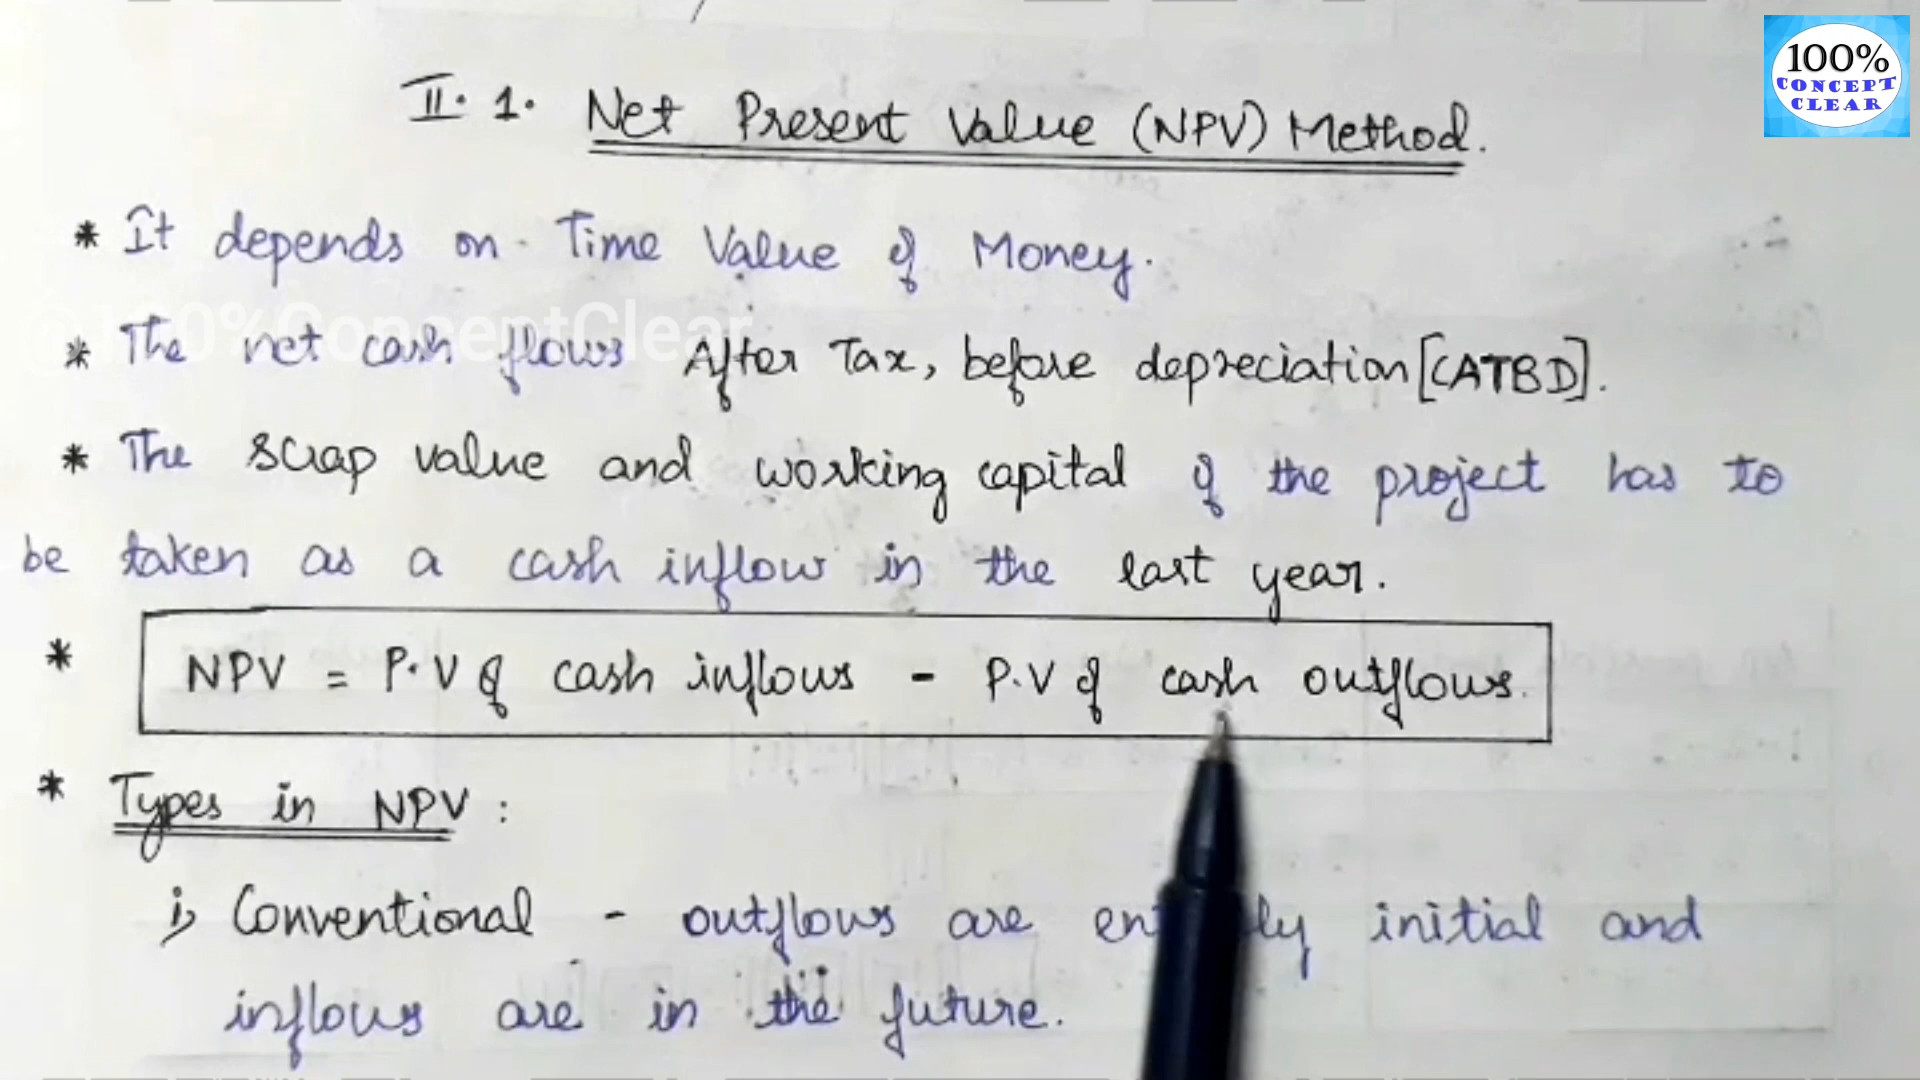 100%
CONCEPT
CLEAR
II. 1. Net Present Value (NPV) Method.
* It depends on Time Value of Money.
@100%ConceptClear
* The net cash flows After Tax, before depreciation [CATBD].
* The scrap value and working capital of the project has to
be taken as a cash inflow in the last year.
* NPV = P.V of cash inflows - P.V of cash outflows.
* Types in NPV :
i) Conventional - outflows are initial and
inflows are in the future.